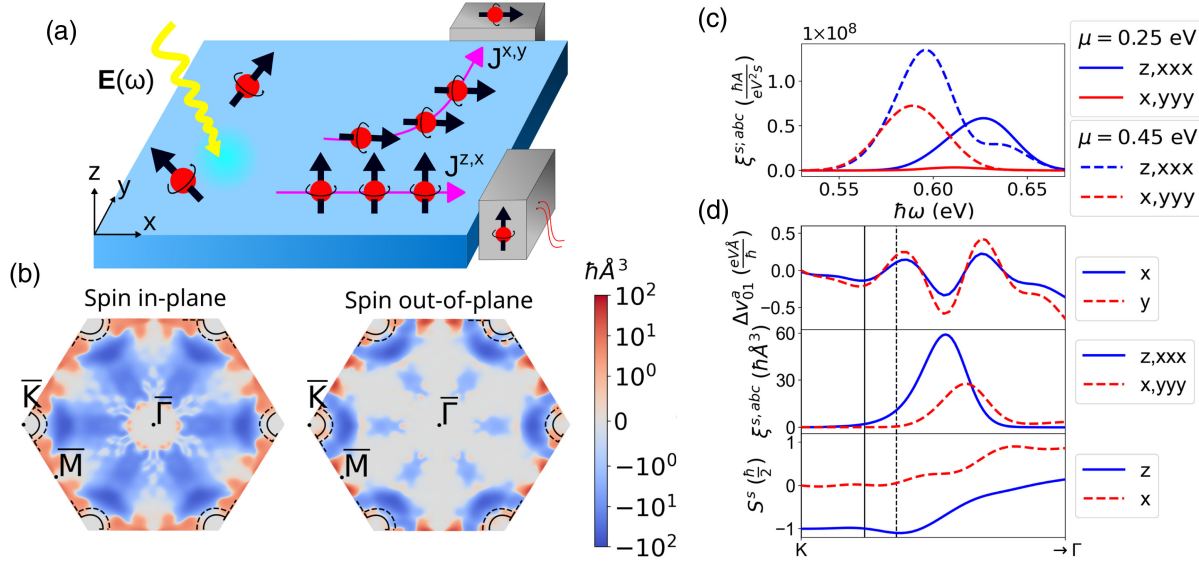 (a)
E(ω)
J^{x,y}
J^{z,x}
z
y
x
(b)
Spin in-plane
Spin out-of-plane
K̅
Γ̅
M̅
K̅
Γ̅
M̅
ħÅ^3
10^2
10^1
10^0
0
−10^0
−10^1
−10^2
(c)
1×10^8
ξ^{s;abc} (ħA/eV^2s)
1.0
0.5
0.0
0.55
0.60
0.65
ħω (eV)
μ = 0.25 eV
z,xxx
x,yyy
μ = 0.45 eV
z,xxx
x,yyy
(d)
Δv^a_{01} (eVÅ/ħ)
0.5
0.0
−0.5
x
y
ξ^{s,abc} (ħÅ^3)
60
30
0
z,xxx
x,yyy
S^s (ħ/2)
1
0
−1
z
x
K
→ Γ